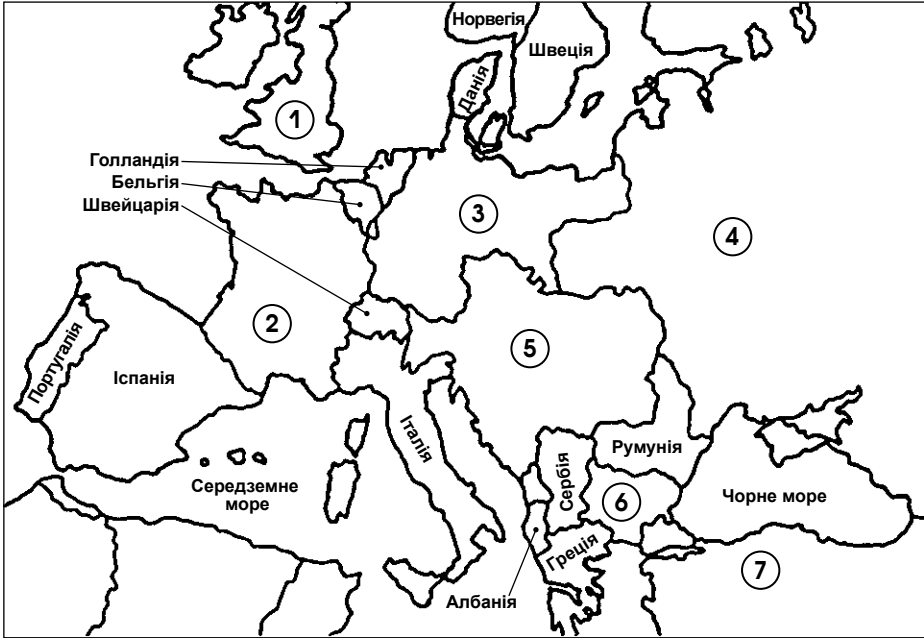 Норвегія
Швеція
Данія
1
Голландія
Бельгія
Швейцарія
3
4
2
5
Португалія
Іспанія
Італія
Румунія
Сербія
Середземне
море
6
Чорне море
Греція
7
Албанія